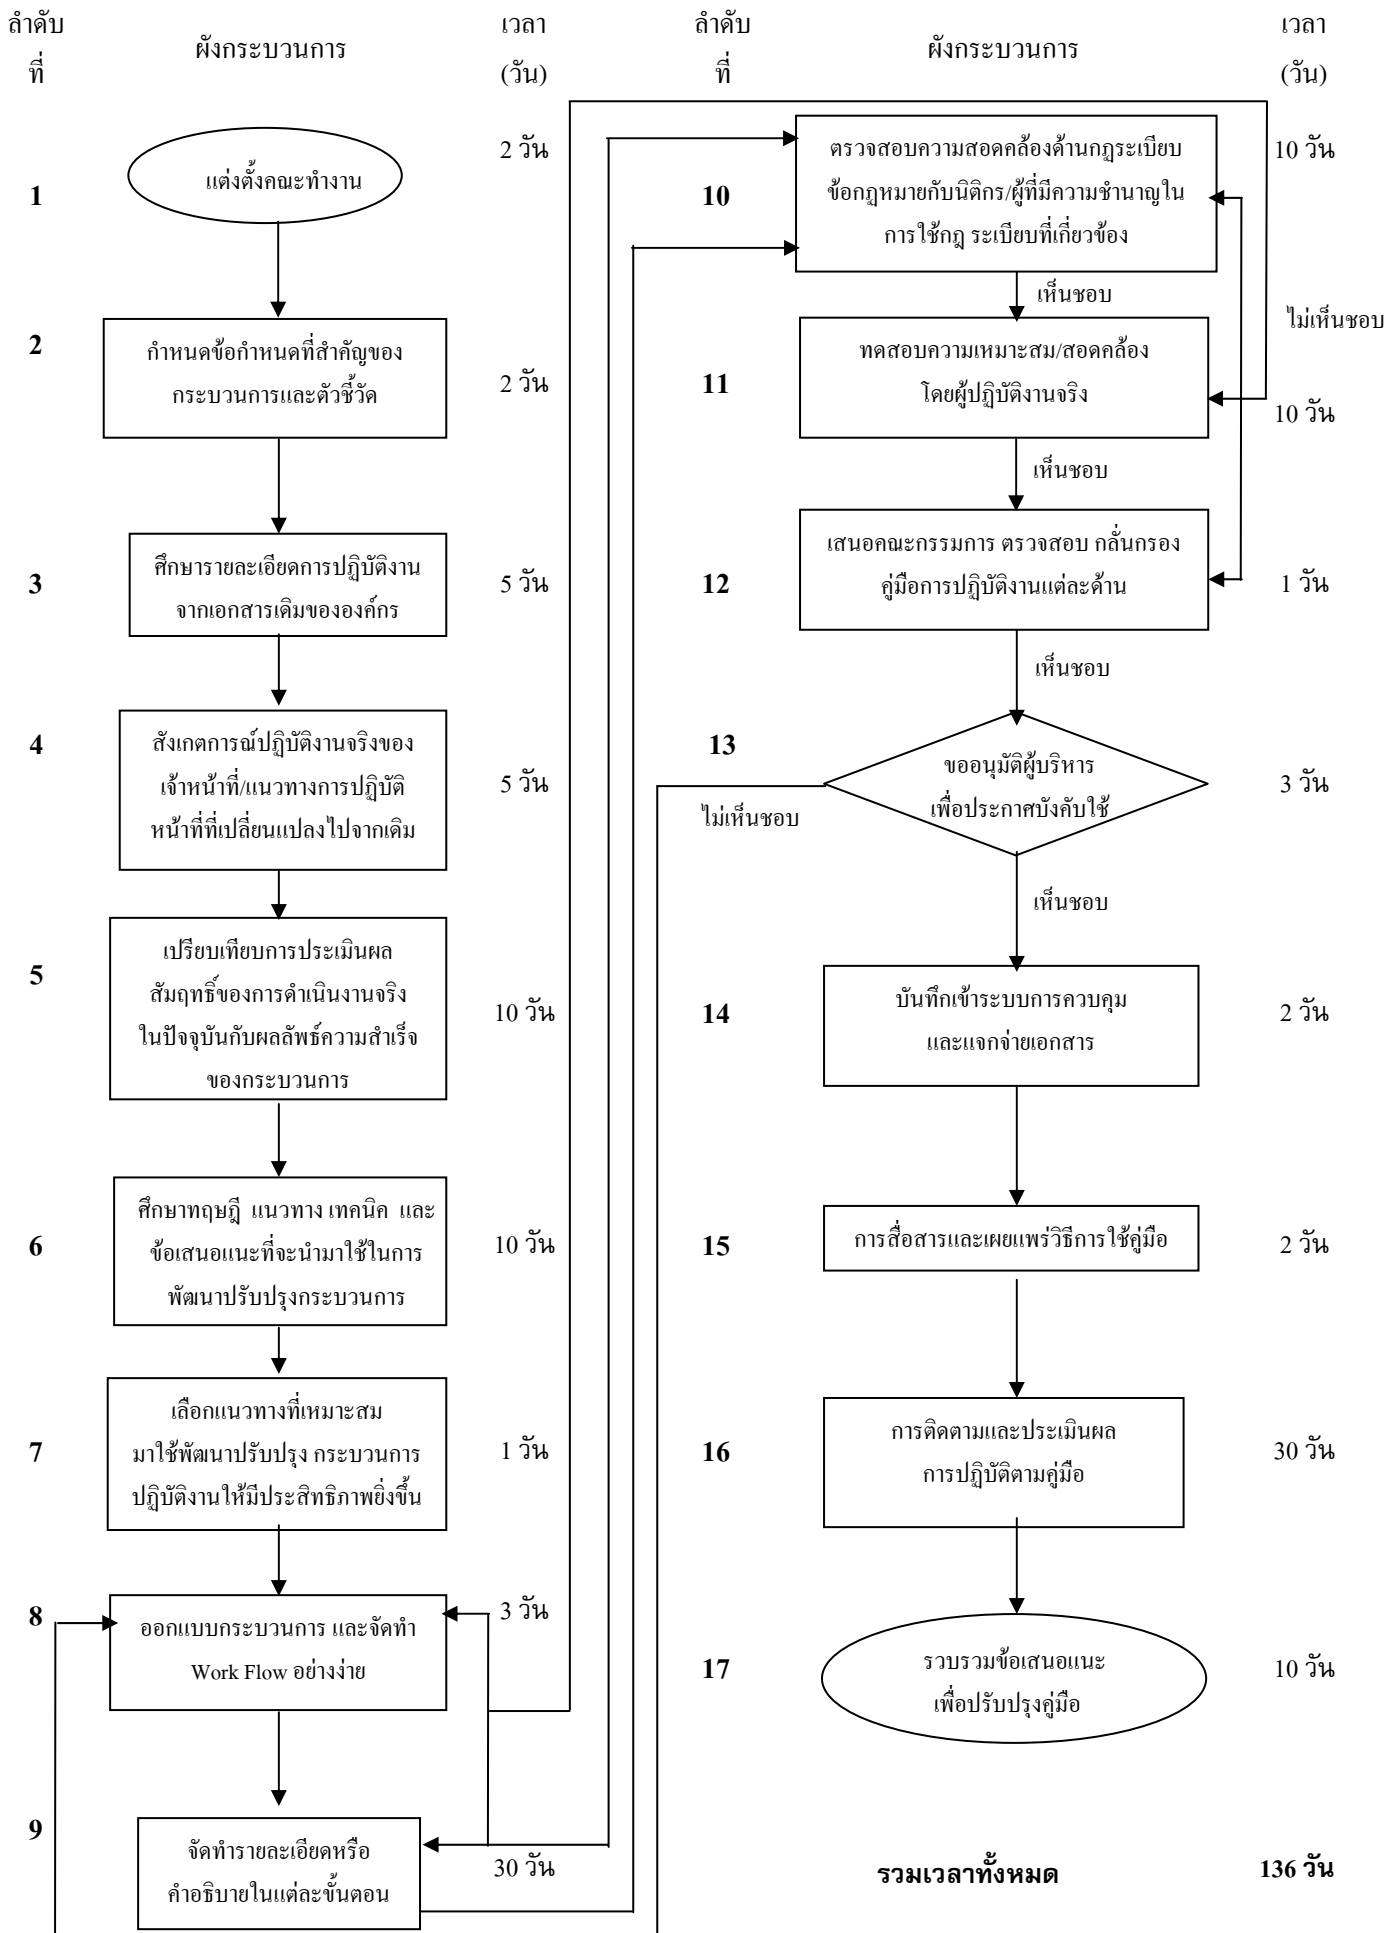 ลำดับ
ที่
ผังกระบวนการ
เวลา
(วัน)
1
แต่งตั้งคณะทำงาน
2 วัน
2
กำหนดข้อกำหนดที่สำคัญของ
กระบวนการและตัวชี้วัด
2 วัน
3
ศึกษารายละเอียดการปฏิบัติงาน
จากเอกสารเดิมขององค์กร
5 วัน
4
สังเกตการณ์ปฏิบัติงานจริงของ
เจ้าหน้าที่/แนวทางการปฏิบัติ
หน้าที่ที่เปลี่ยนแปลงไปจากเดิม
5 วัน
5
เปรียบเทียบการประเมินผล
สัมฤทธิ์ของการดำเนินงานจริง
ในปัจจุบันกับผลลัพธ์ความสำเร็จ
ของกระบวนการ
10 วัน
6
ศึกษาทฤษฎี แนวทาง เทคนิค และ
ข้อเสนอแนะที่จะนำมาใช้ในการ
พัฒนาปรับปรุงกระบวนการ
10 วัน
7
เลือกแนวทางที่เหมาะสม
มาใช้พัฒนาปรับปรุง กระบวนการ
ปฏิบัติงานให้มีประสิทธิภาพยิ่งขึ้น
1 วัน
8
ออกแบบกระบวนการ และจัดทำ
Work Flow อย่างง่าย
3 วัน
9
จัดทำรายละเอียดหรือ
คำอธิบายในแต่ละขั้นตอน
30 วัน
ลำดับ
ที่
ผังกระบวนการ
เวลา
(วัน)
10
ตรวจสอบความสอดคล้องด้านกฎระเบียบ
ข้อกฎหมายกับนิติกร/ผู้ที่มีความชำนาญใน
การใช้กฎ ระเบียบที่เกี่ยวข้อง
10 วัน
เห็นชอบ
ไม่เห็นชอบ
11
ทดสอบความเหมาะสม/สอดคล้อง
โดยผู้ปฏิบัติงานจริง
10 วัน
เห็นชอบ
12
เสนอคณะกรรมการ ตรวจสอบ กลั่นกรอง
คู่มือการปฏิบัติงานแต่ละด้าน
1 วัน
เห็นชอบ
13
ขออนุมัติผู้บริหาร
เพื่อประกาศบังคับใช้
3 วัน
ไม่เห็นชอบ
เห็นชอบ
14
บันทึกเข้าระบบการควบคุม
และแจกจ่ายเอกสาร
2 วัน
15
การสื่อสารและเผยแพร่วิธีการใช้คู่มือ
2 วัน
16
การติดตามและประเมินผล
การปฏิบัติตามคู่มือ
30 วัน
17
รวบรวมข้อเสนอแนะ
เพื่อปรับปรุงคู่มือ
10 วัน
รวมเวลาทั้งหมด
136 วัน